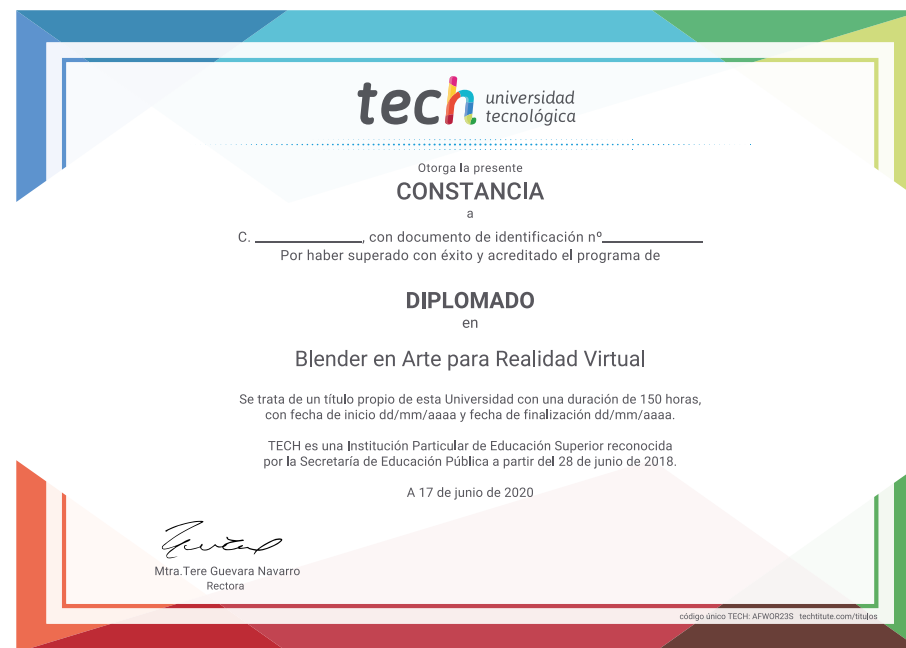 tech universidad
tecnológica
Otorga la presente
CONSTANCIA
a
C. ____________, con documento de identificación nº____________
Por haber superado con éxito y acreditado el programa de
DIPLOMADO
en
Blender en Arte para Realidad Virtual
Se trata de un título propio de esta Universidad con una duración de 150 horas,
con fecha de inicio dd/mm/aaaa y fecha de finalización dd/mm/aaaa.
TECH es una Institución Particular de Educación Superior reconocida
por la Secretaría de Educación Pública a partir del 28 de junio de 2018.
A 17 de junio de 2020
Mtra.Tere Guevara Navarro
Rectora
código único TECH: AFWOR23S techtitute.com/titulos